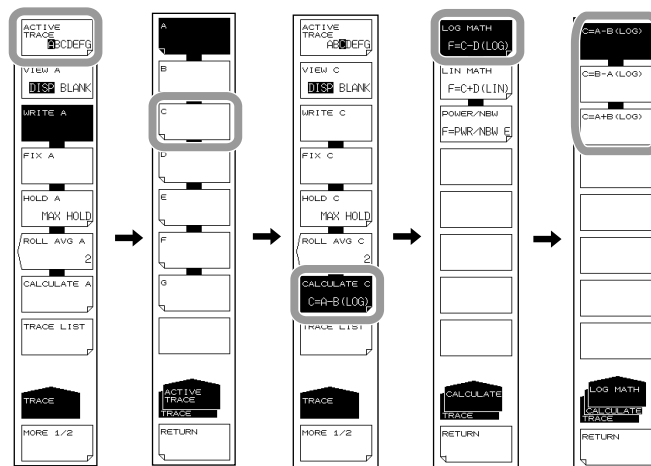 ACTIVE
TRACE
ABCDEFG
VIEW A
DISP BLANK
WRITE A
FIX A
HOLD A
MAX HOLD
ROLL AVG A
2
CALCULATE A
TRACE LIST
TRACE
MORE 1/2
A
B
C
D
E
F
G
ACTIVE
TRACE
TRACE
RETURN
ACTIVE
TRACE
ABCDEFG
VIEW C
DISP BLANK
WRITE C
FIX C
HOLD C
MAX HOLD
ROLL AVG C
2
CALCULATE C
C=A-B(LOG)
TRACE LIST
TRACE
MORE 1/2
LOG MATH
F=C-D(LOG)
LIN MATH
F=C+D(LIN)
POWER/NBW
F=PWR/NBW E
CALCULATE
TRACE
RETURN
C=A-B(LOG)
C=B-A(LOG)
C=A+B(LOG)
LOG MATH
CALCULATE
TRACE
RETURN